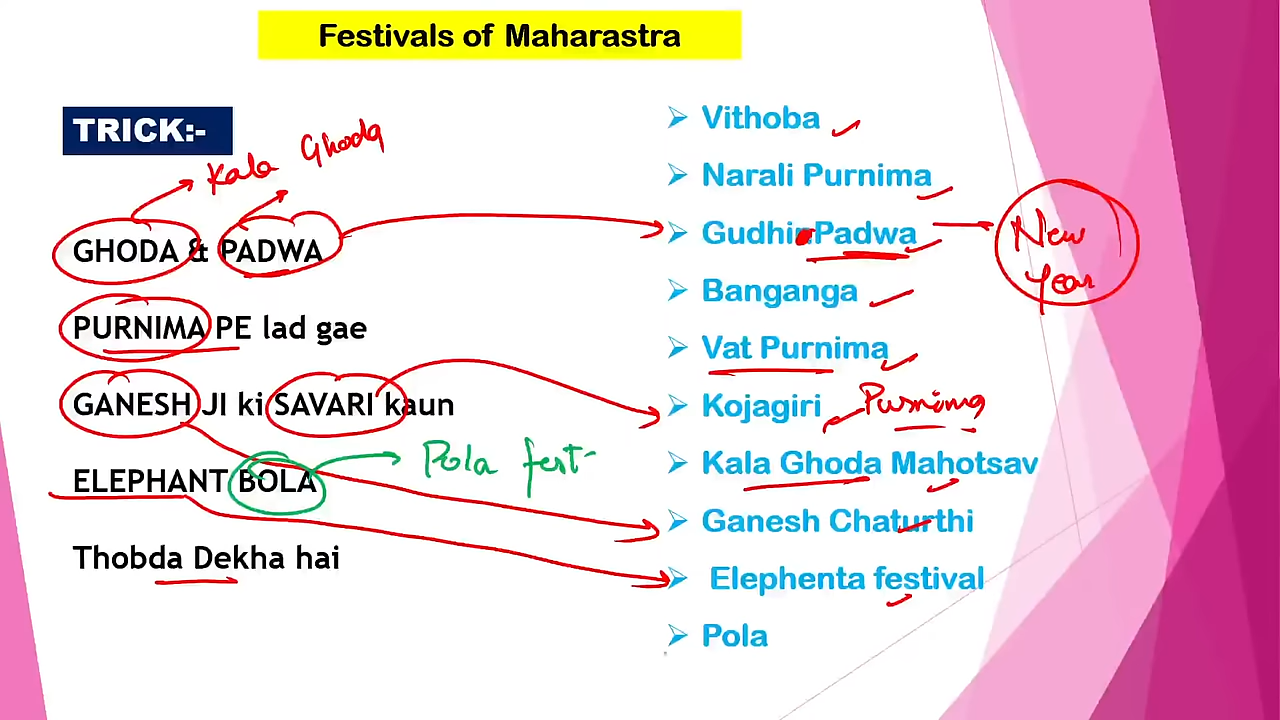 Festivals of Maharastra
TRICK:-
Kala Ghoda
GHODA & PADWA
PURNIMA PE lad gae
GANESH JI ki SAVARI kaun
ELEPHANT BOLA
Pola fest-
Thobda Dekha hai
Vithoba
Narali Purnima
Gudhi Padwa
New
Year
Banganga
Vat Purnima
Kojagiri Purnima
Kala Ghoda Mahotsav
Ganesh Chaturthi
Elephenta festival
Pola